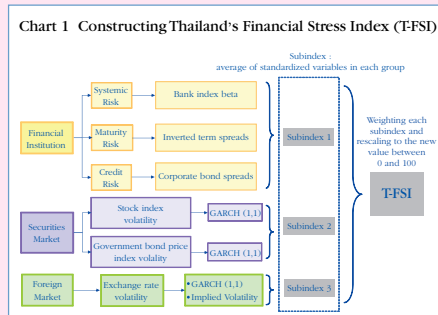 Chart 1 Constructing Thailand's Financial Stress Index (T-FSI)
Subindex :
average of standardized variables in each group
Financial
Institution
Systemic
Risk
Bank index beta
Maturity
Risk
Inverted term spreads
Credit
Risk
Corporate bond spreads
Subindex 1
Securities
Market
Stock index
volatility
GARCH (1,1)
Government bond price
index volality
GARCH (1,1)
Subindex 2
Foreign
Market
Exchange rate
volatility
•GARCH (1,1)
•Implied Volatility
Subindex 3
Weighting each
subindex and
rescaling to the new
value between
0 and 100
T-FSI